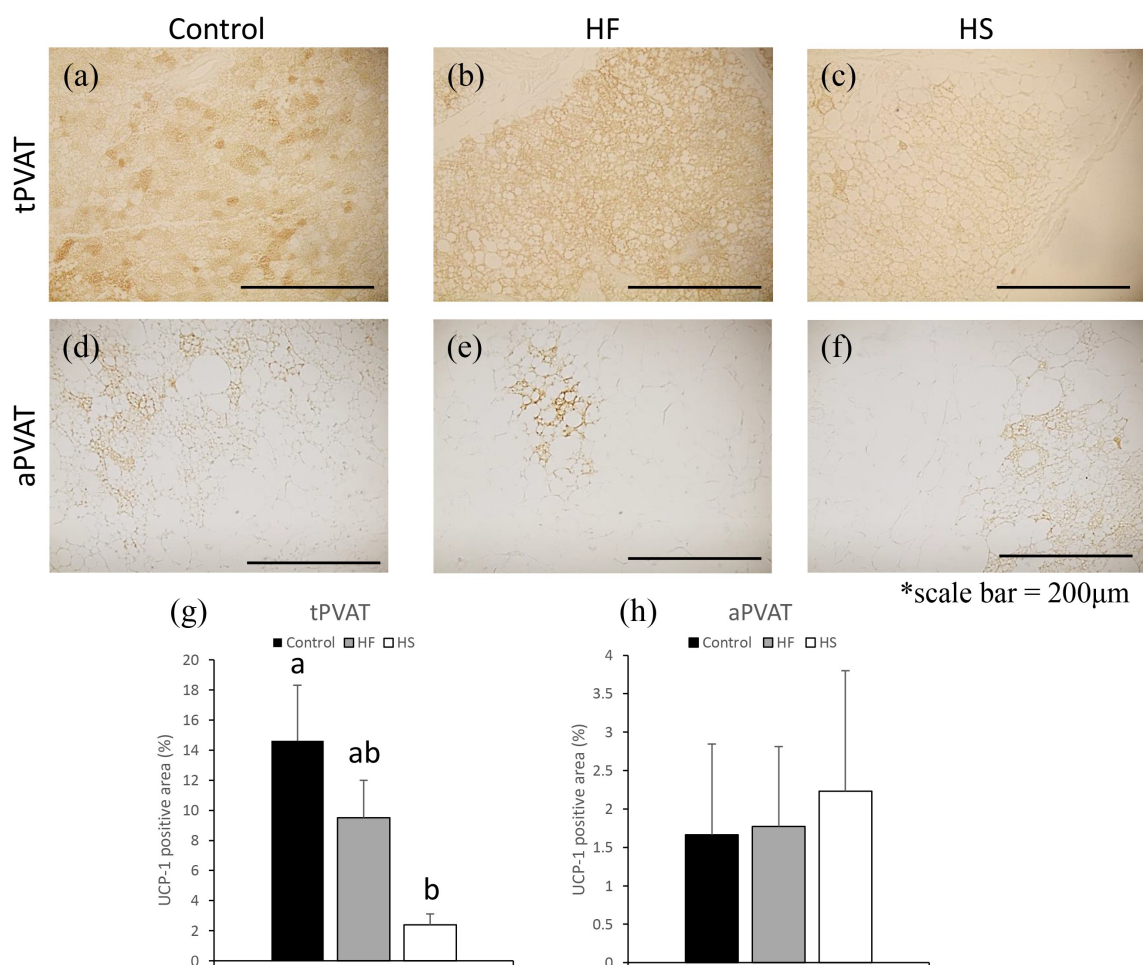 Control HF HS
tPVAT
(a) (b) (c)
aPVAT
(d) (e) (f)
*scale bar = 200μm
(g) tPVAT
Control HF HS
UCP-1 positive area (%)
20
18
16
14
12
10
8
6
4
2
0
a
ab
b
(h) aPVAT
Control HF HS
UCP-1 positive area (%)
4
3.5
3
2.5
2
1.5
1
0.5
0